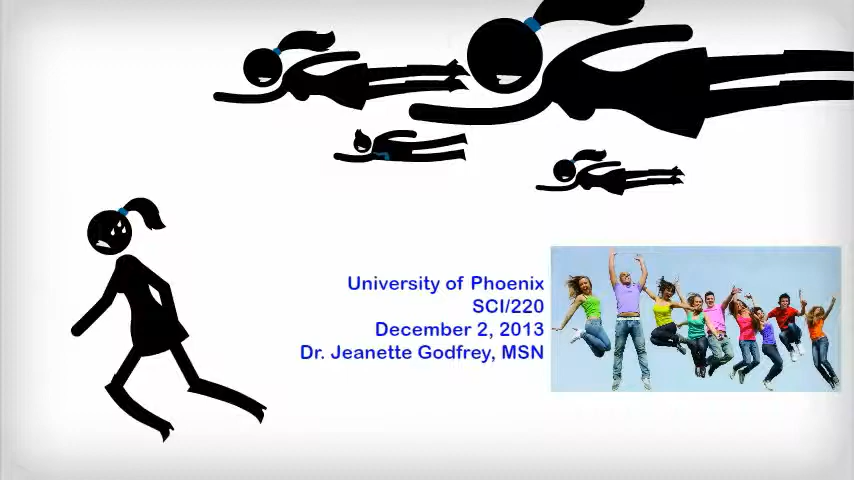 University of Phoenix
SCI/220
December 2, 2013
Dr. Jeanette Godfrey, MSN